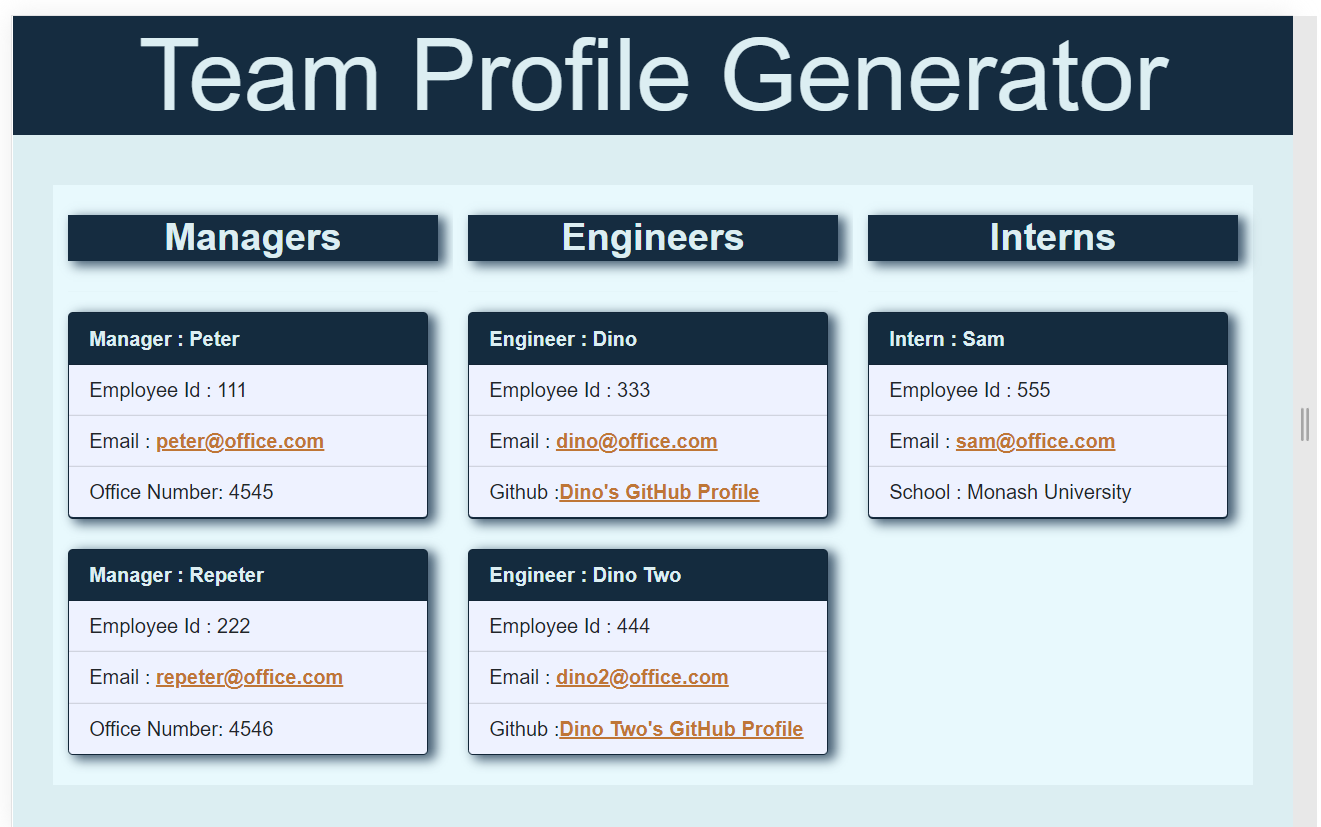 Team Profile Generator
Managers
Manager : Peter
Employee Id : 111
Email : peter@office.com
Office Number: 4545
Manager : Repeter
Employee Id : 222
Email : repeter@office.com
Office Number: 4546
Engineers
Engineer : Dino
Employee Id : 333
Email : dino@office.com
Github :Dino's GitHub Profile
Engineer : Dino Two
Employee Id : 444
Email : dino2@office.com
Github :Dino Two's GitHub Profile
Interns
Intern : Sam
Employee Id : 555
Email : sam@office.com
School : Monash University